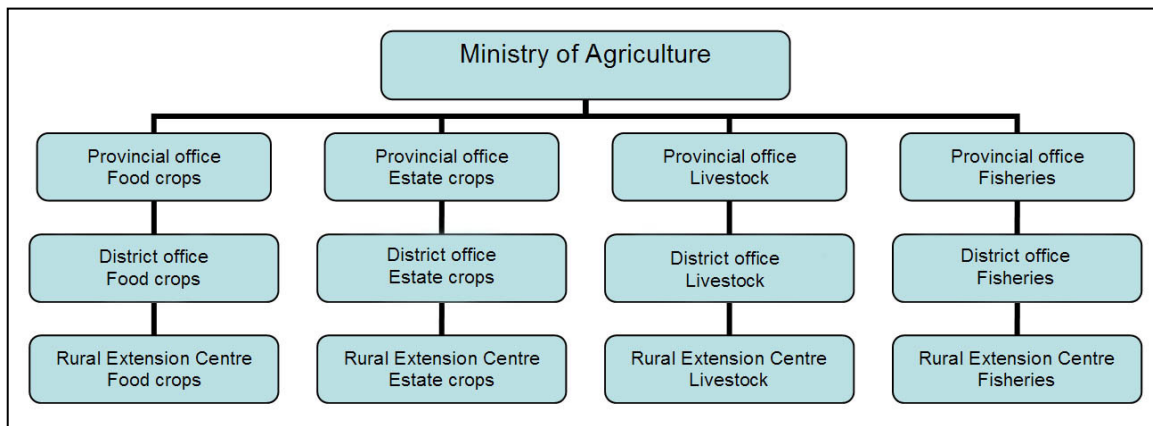 Ministry of Agriculture
Provincial office
Food crops
Provincial office
Estate crops
Provincial office
Livestock
Provincial office
Fisheries
District office
Food crops
District office
Estate crops
District office
Livestock
District office
Fisheries
Rural Extension Centre
Food crops
Rural Extension Centre
Estate crops
Rural Extension Centre
Livestock
Rural Extension Centre
Fisheries